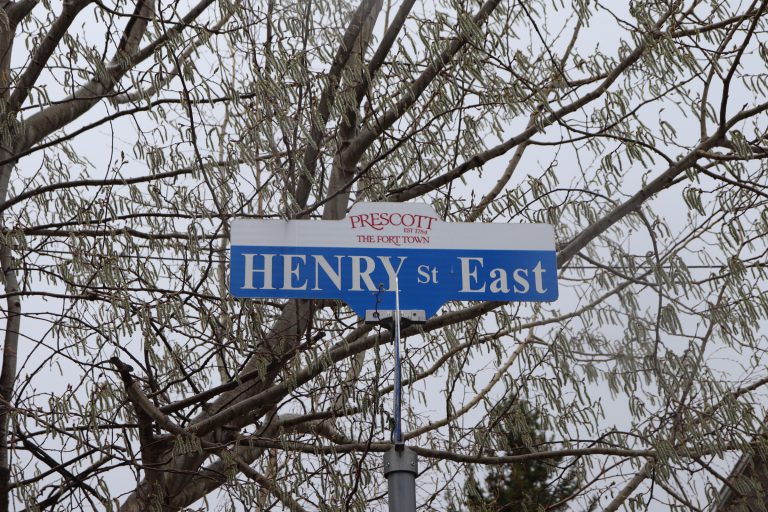 PRESCOTT
EST 1784
THE FORT TOWN
HENRY St East